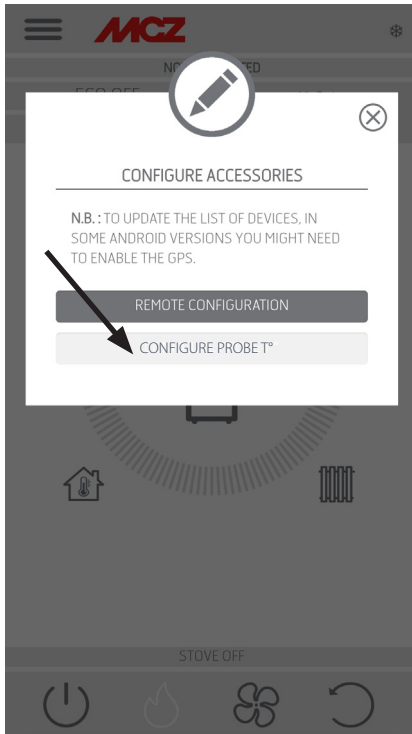 MCZ
CONFIGURE ACCESSORIES
N.B. : TO UPDATE THE LIST OF DEVICES, IN
SOME ANDROID VERSIONS YOU MIGHT NEED
TO ENABLE THE GPS.
REMOTE CONFIGURATION
CONFIGURE PROBE T°
STOVE OFF